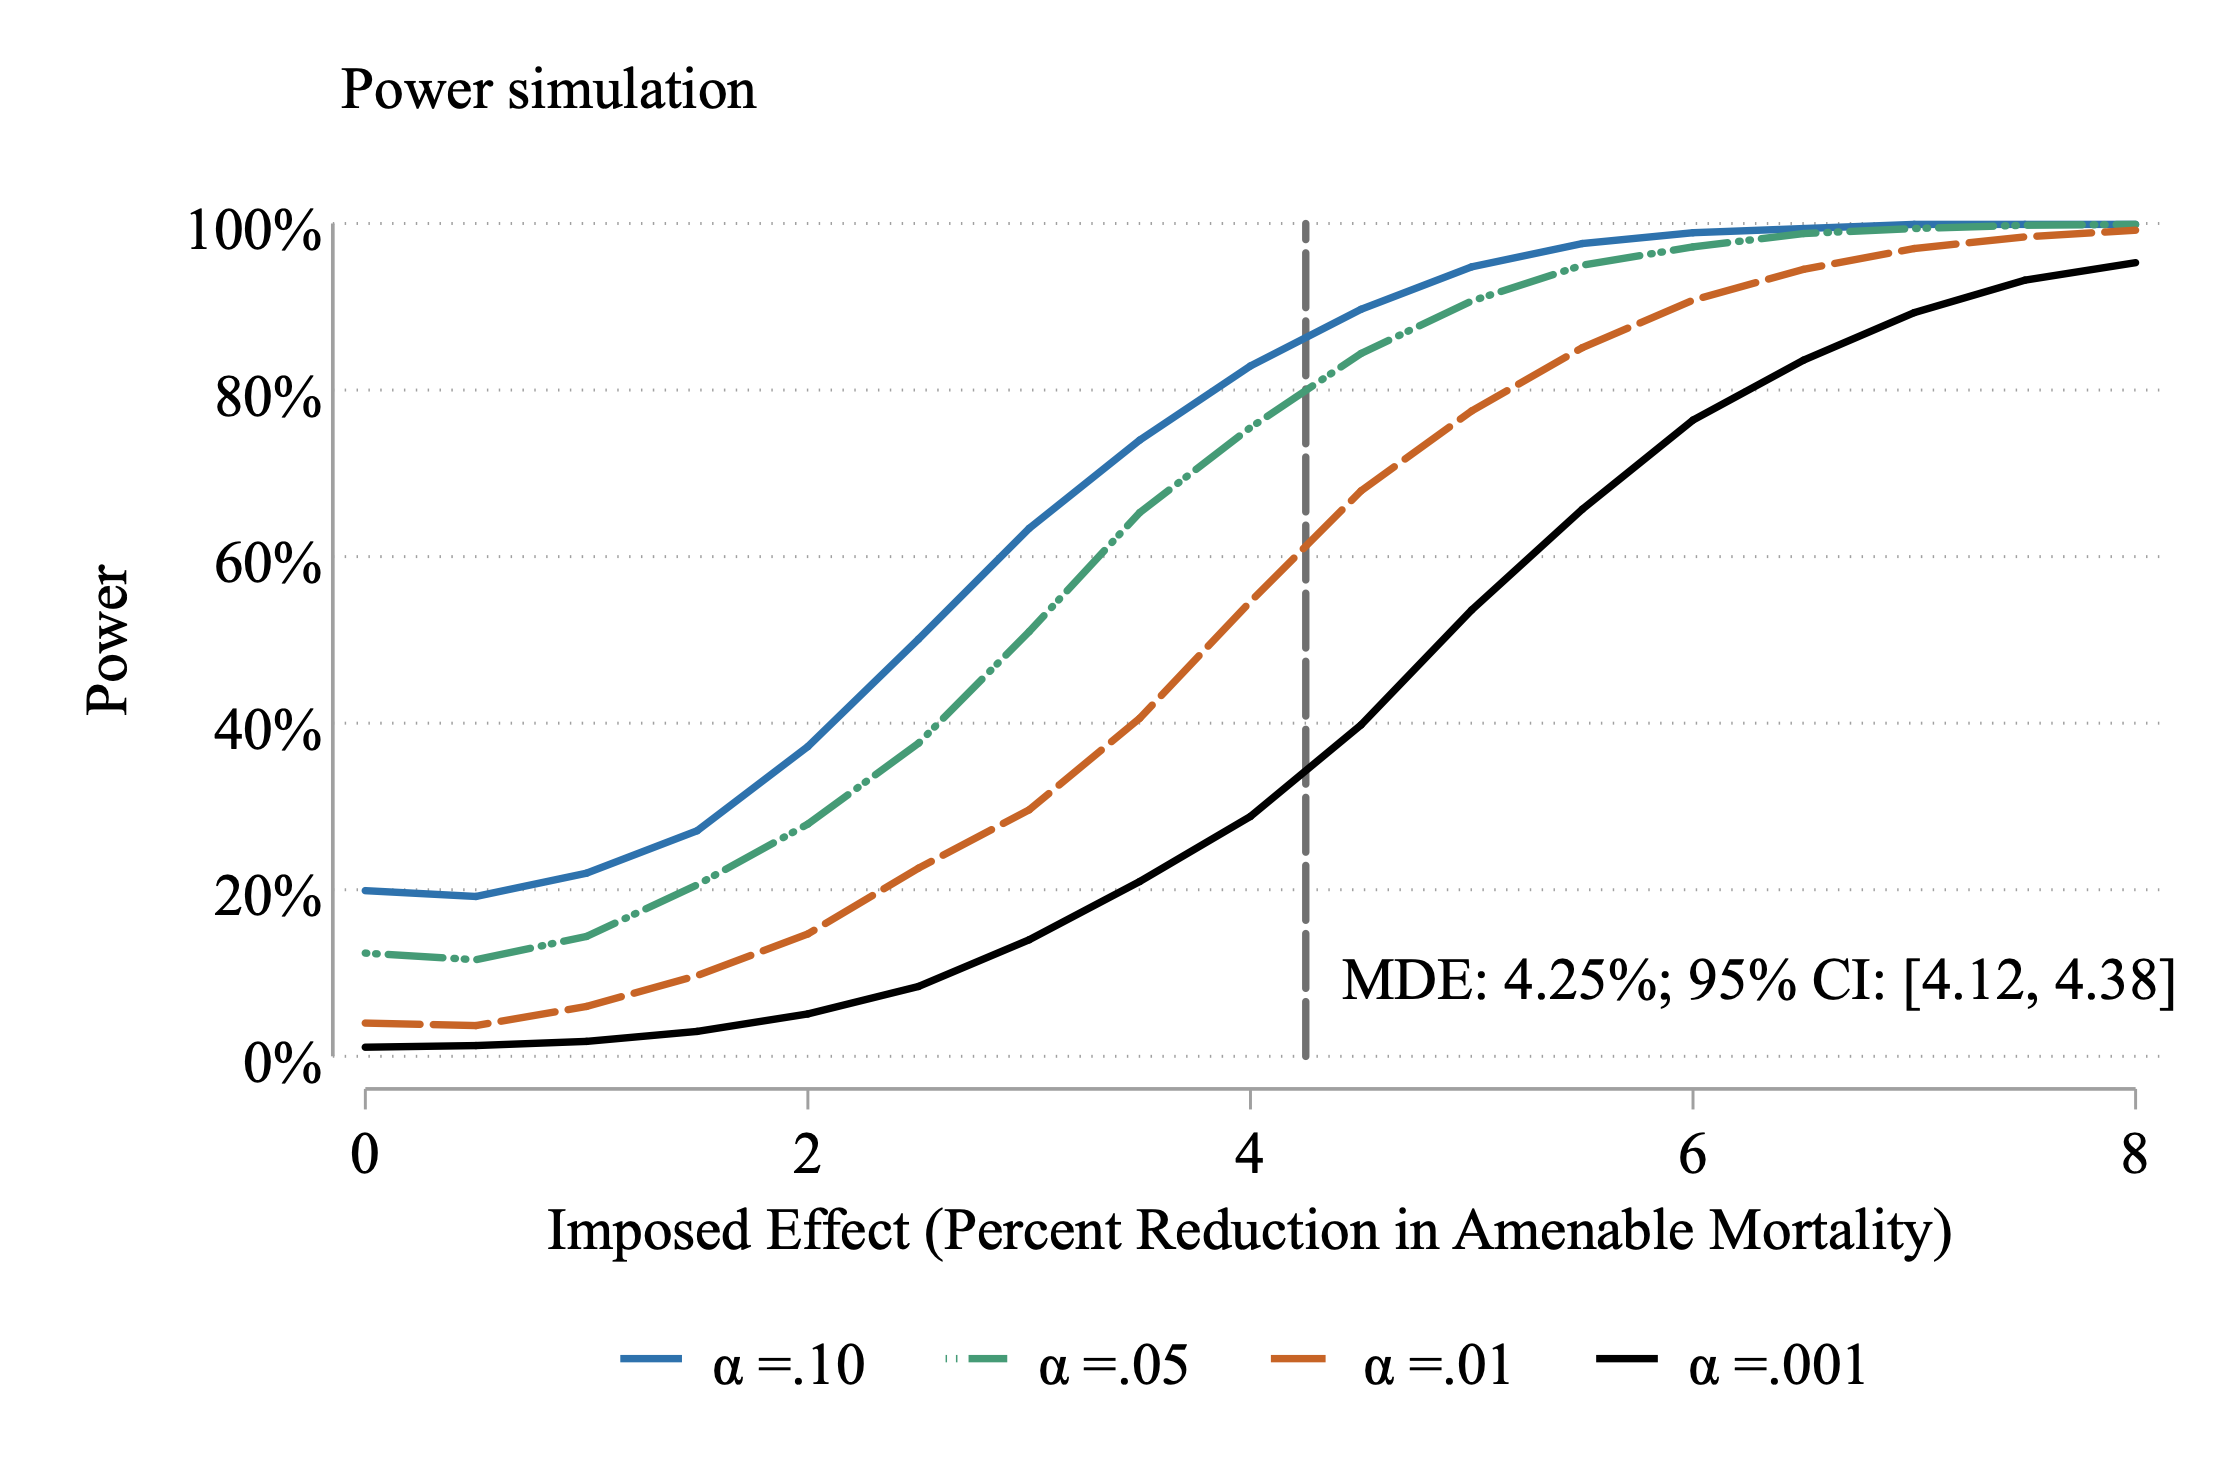 Power simulation
100%
80%
60%
40%
20%
0%
Power
MDE: 4.25%; 95% CI: [4.12, 4.38]
0 2 4 6 8
Imposed Effect (Percent Reduction in Amenable Mortality)
α =.10 α =.05 α =.01 α =.001